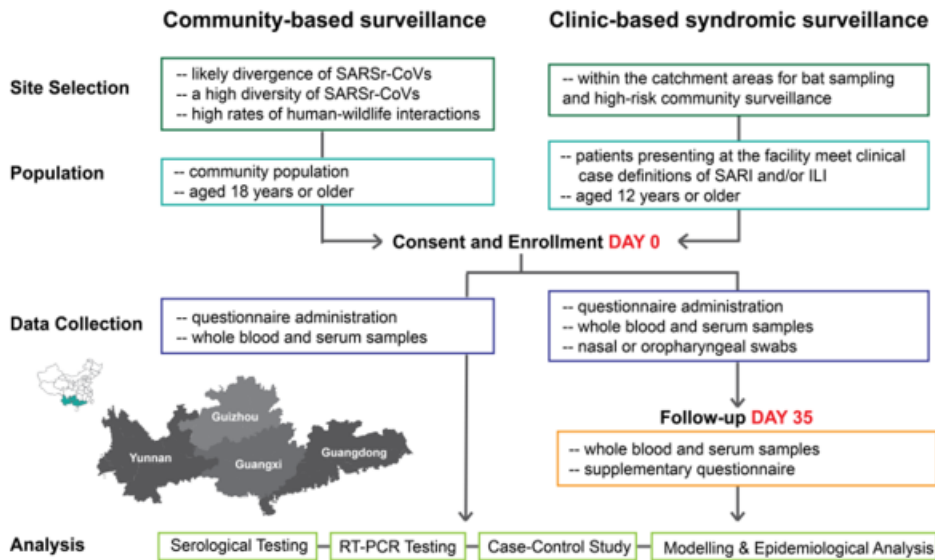 Community-based surveillance
Clinic-based syndromic surveillance
Site Selection
-- likely divergence of SARSr-CoVs
-- a high diversity of SARSr-CoVs
-- high rates of human-wildlife interactions
-- within the catchment areas for bat sampling
and high-risk community surveillance
Population
-- community population
-- aged 18 years or older
-- patients presenting at the facility meet clinical
case definitions of SARI and/or ILI
-- aged 12 years or older
Consent and Enrollment DAY 0
Data Collection
-- questionnaire administration
-- whole blood and serum samples
-- questionnaire administration
-- whole blood and serum samples
-- nasal or oropharyngeal swabs
Guizhou
Yunnan
Guangxi
Guangdong
Follow-up DAY 35
-- whole blood and serum samples
-- supplementary questionnaire
Analysis
Serological Testing
RT-PCR Testing
Case-Control Study
Modelling & Epidemiological Analysis